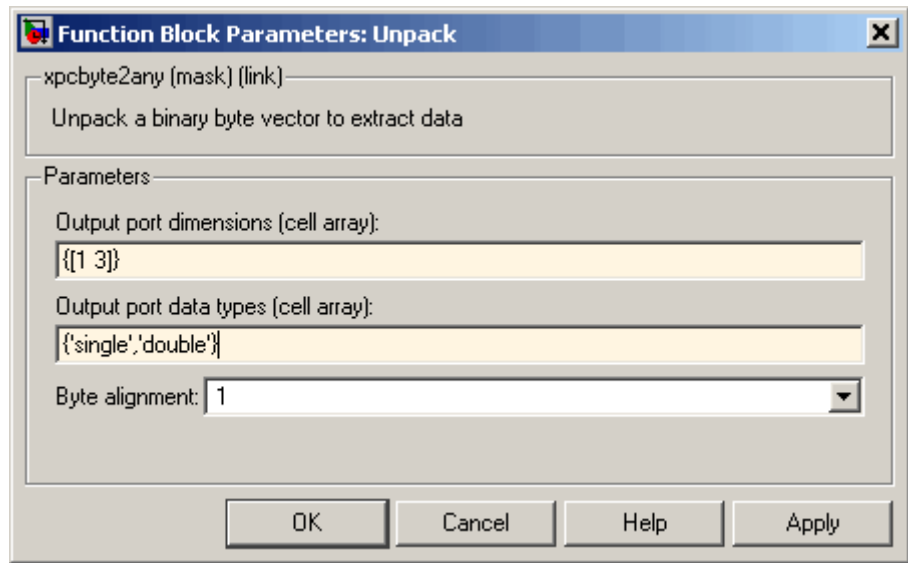 Function Block Parameters: Unpack
xpcbyte2any (mask) (link)
Unpack a binary byte vector to extract data
Parameters
Output port dimensions (cell array):
{[1 3]}
Output port data types (cell array):
{'single','double'}
Byte alignment: 1
OK Cancel Help Apply